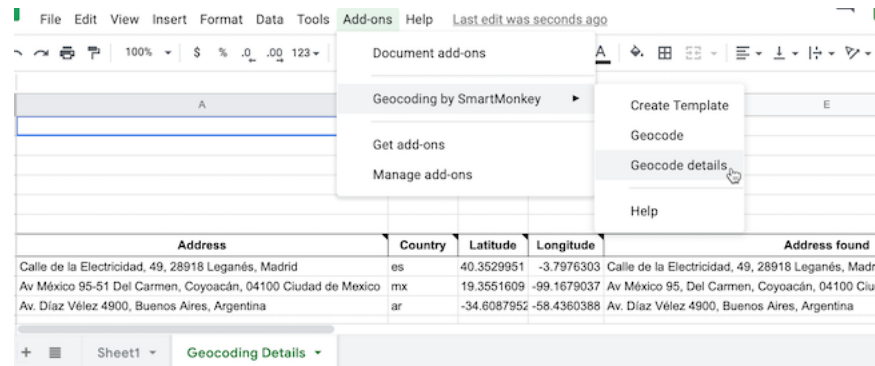 File Edit View Insert Format Data Tools Add-ons Help Last edit was seconds ago
100% $ % .0 .00 123 A
Document add-ons
Geocoding by SmartMonkey
Get add-ons
Manage add-ons
Create Template
Geocode
Geocode details
Help
A E
Address Country Latitude Longitude Address found
Calle de la Electricidad, 49, 28918 Leganés, Madrid es 40.3529951 -3.7976303 Calle de la Electricidad, 49, 28918 Leganés, Madr
Av México 95-51 Del Carmen, Coyoacán, 04100 Ciudad de Mexico mx 19.3551609 -99.1679037 Av México 95, Del Carmen, Coyoacán, 04100 Ciu
Av. Díaz Vélez 4900, Buenos Aires, Argentina ar -34.6087952 -58.4360388 Av. Díaz Vélez 4900, Buenos Aires, Argentina
+ Sheet1 Geocoding Details